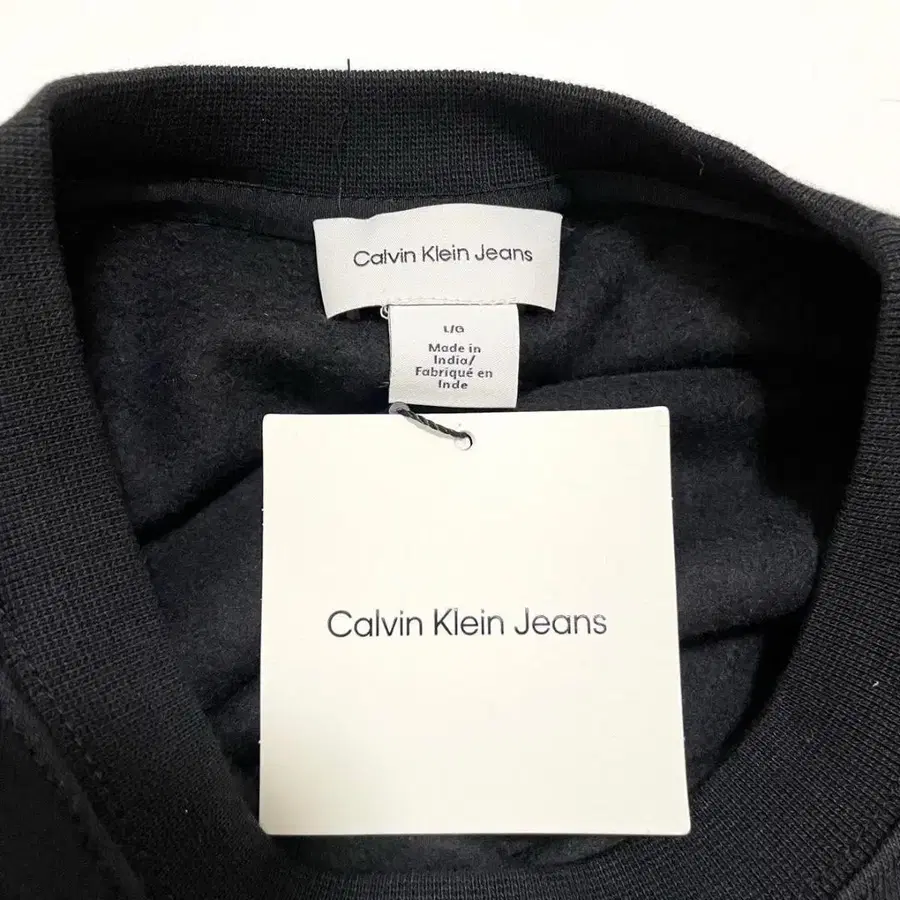 Calvin Klein Jeans
L/G
Made in
India/
Fabriqué en
Inde
Calvin Klein Jeans